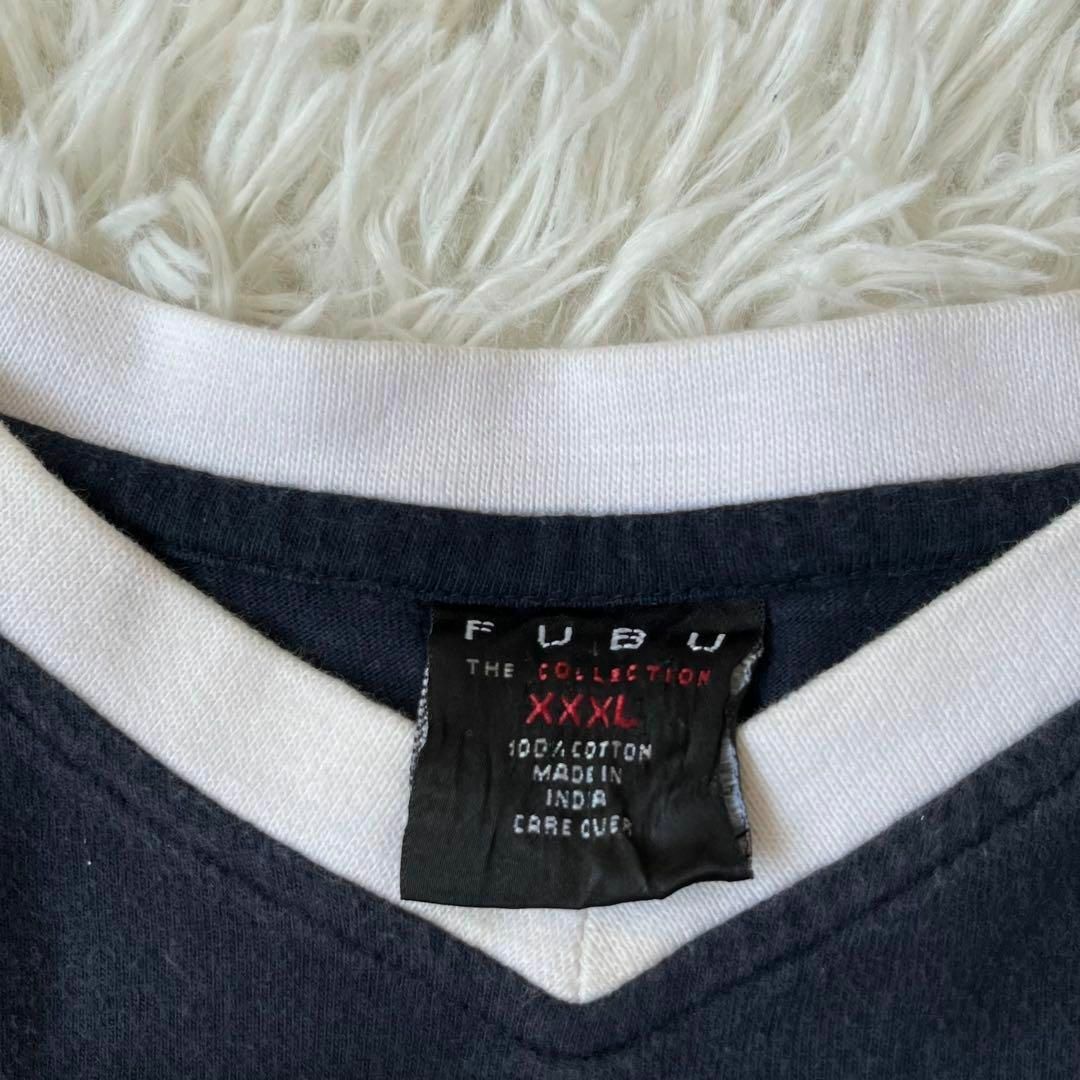 FUBU
THE COLLECTION
XXXL
100% COTTON
MADE IN
INDIA
CARE OVER